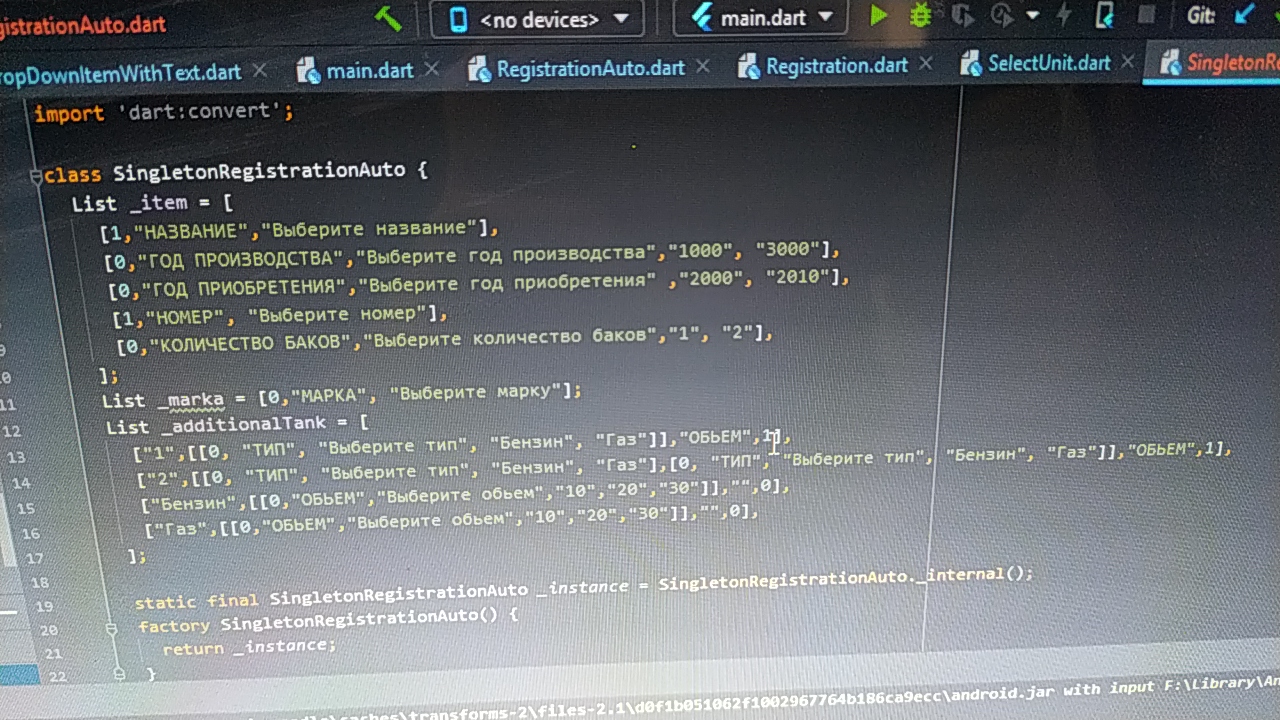 gistrationAuto.dart <no devices> main.dart Git:
opDownItemWithText.dart main.dart RegistrationAuto.dart Registration.dart SelectUnit.dart SingletonRe
import 'dart:convert';
class SingletonRegistrationAuto {
List _item = [
[1,"НАЗВАНИЕ","Выберите название"],
[0,"ГОД ПРОИЗВОДСТВА","Выберите год производства","1000", "3000"],
[0,"ГОД ПРИОБРЕТЕНИЯ","Выберите год приобретения" ,"2000", "2010"],
[1,"НОМЕР", "Выберите номер"],
9 [0,"КОЛИЧЕСТВО БАКОВ","Выберите количество баков","1", "2"],
10 ];
11 List _marka = [0,"МАРКА", "Выберите марку"];
12 List _additionalTank = [
13 ["1",[[0, "ТИП", "Выберите тип", "Бензин", "Газ"]],"ОБЬЕМ",1],
14 ["2",[[0, "ТИП", "Выберите тип", "Бензин", "Газ"],[0, "ТИП", "Выберите тип", "Бензин", "Газ"]],"ОБЬЕМ",1],
15 ["Бензин",[[0,"ОБЬЕМ","Выберите обьем","10","20","30"]],"",0],
16 ["Газ",[[0,"ОБЬЕМ","Выберите обьем","10","20","30"]],"",0],
17 ];
18
19 static final SingletonRegistrationAuto _instance = SingletonRegistrationAuto._internal();
20 factory SingletonRegistrationAuto() {
21 return _instance;
22 }
caches\transforms-2\files-2.1\d0f1b051062f1002967764b186ca9ecc\android.jar with input F:\Library\An